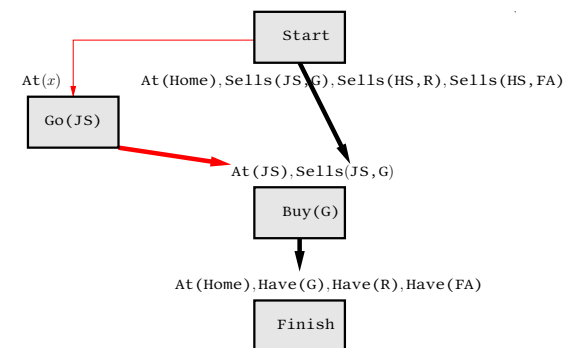 Start
At(x)
At(Home),Sells(JS,G),Sells(HS,R),Sells(HS,FA)
Go(JS)
At(JS),Sells(JS,G)
Buy(G)
At(Home),Have(G),Have(R),Have(FA)
Finish